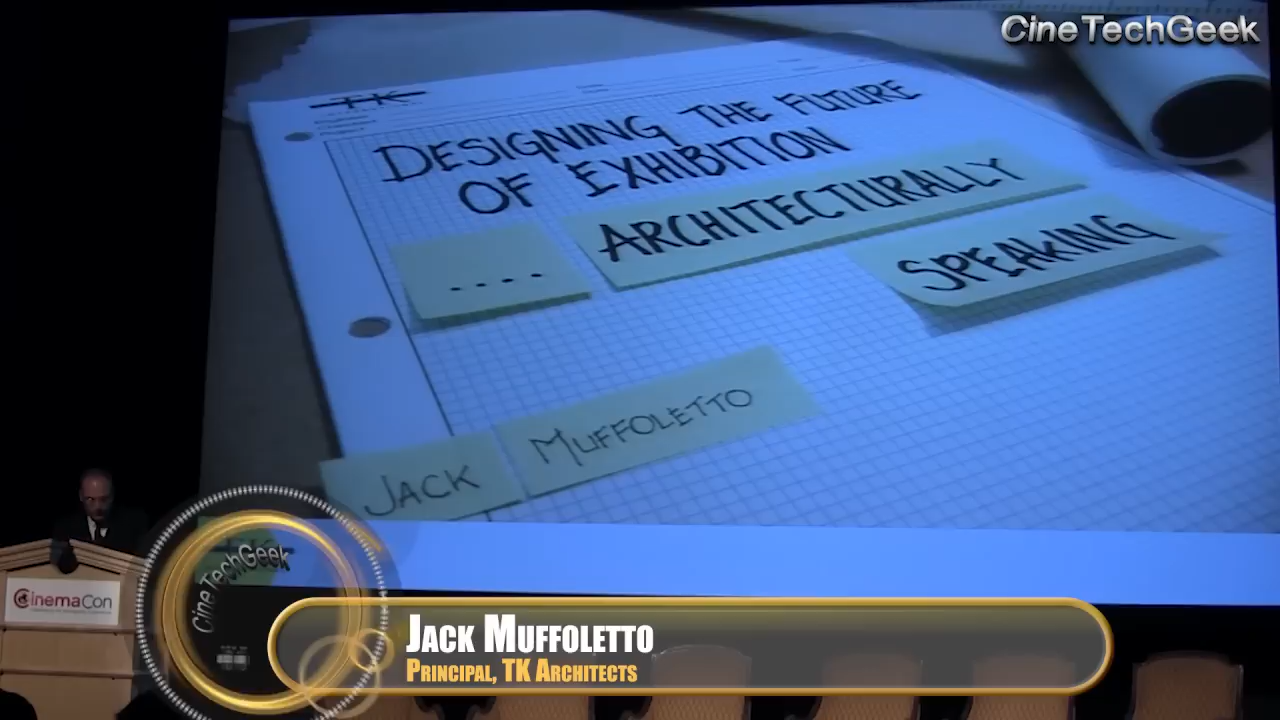 CineTechGeek
TK
DESIGNING THE FUTURE
OF EXHIBITION
.... ARCHITECTURALLY
SPEAKING
JACK MUFFOLETTO
CineTechGeek
CinemaCon
JACK MUFFOLETTO
PRINCIPAL, TK ARCHITECTS